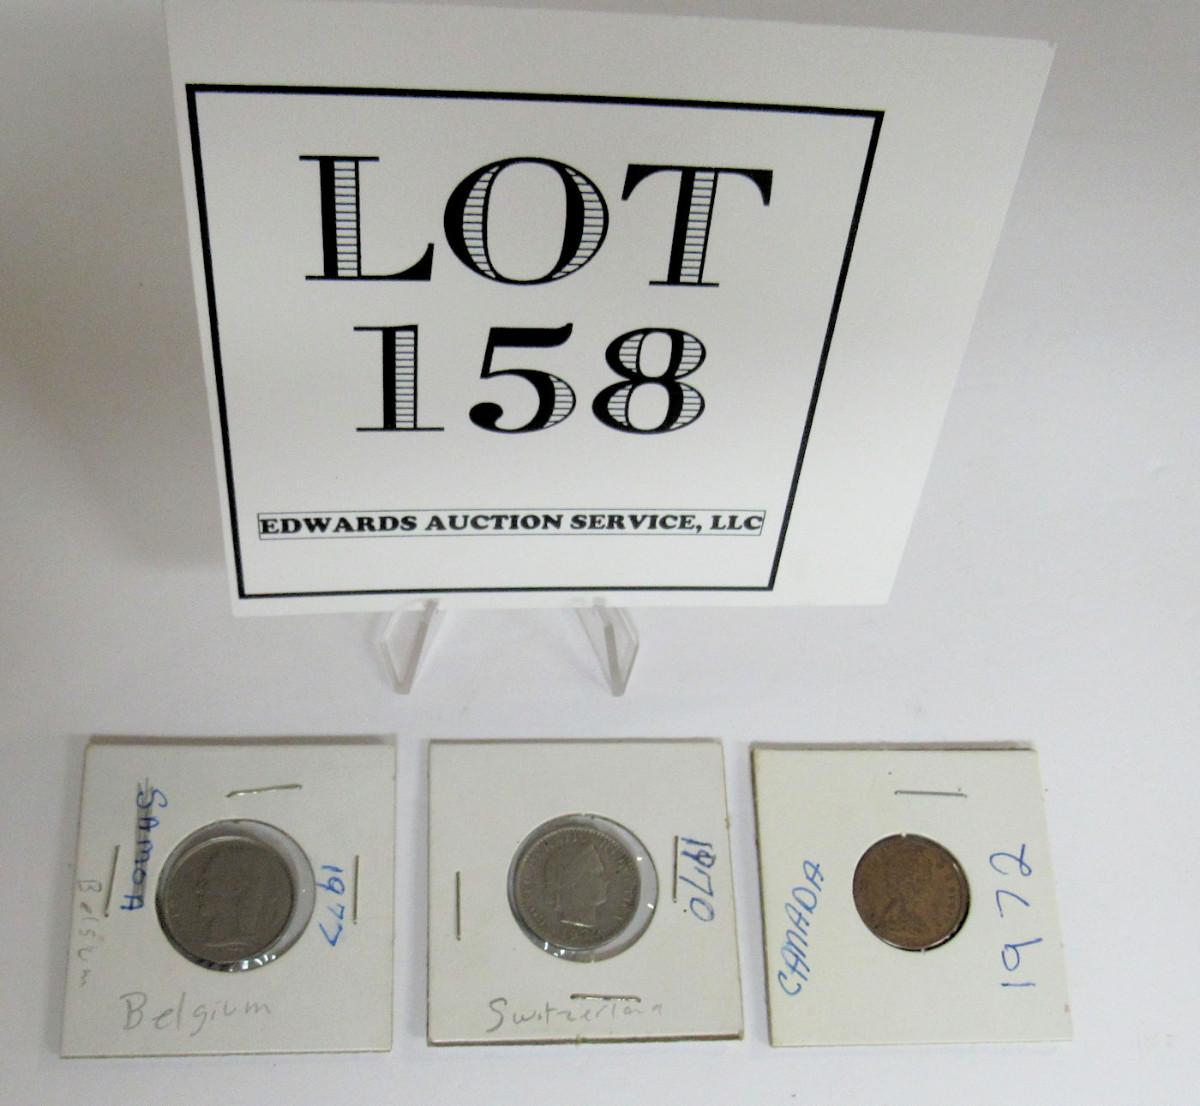 LOT
158
EDWARDS AUCTION SERVICE, LLC
SAMOA
1977
Belgium
Belgium
1970
Switzerland
CANADA
1972